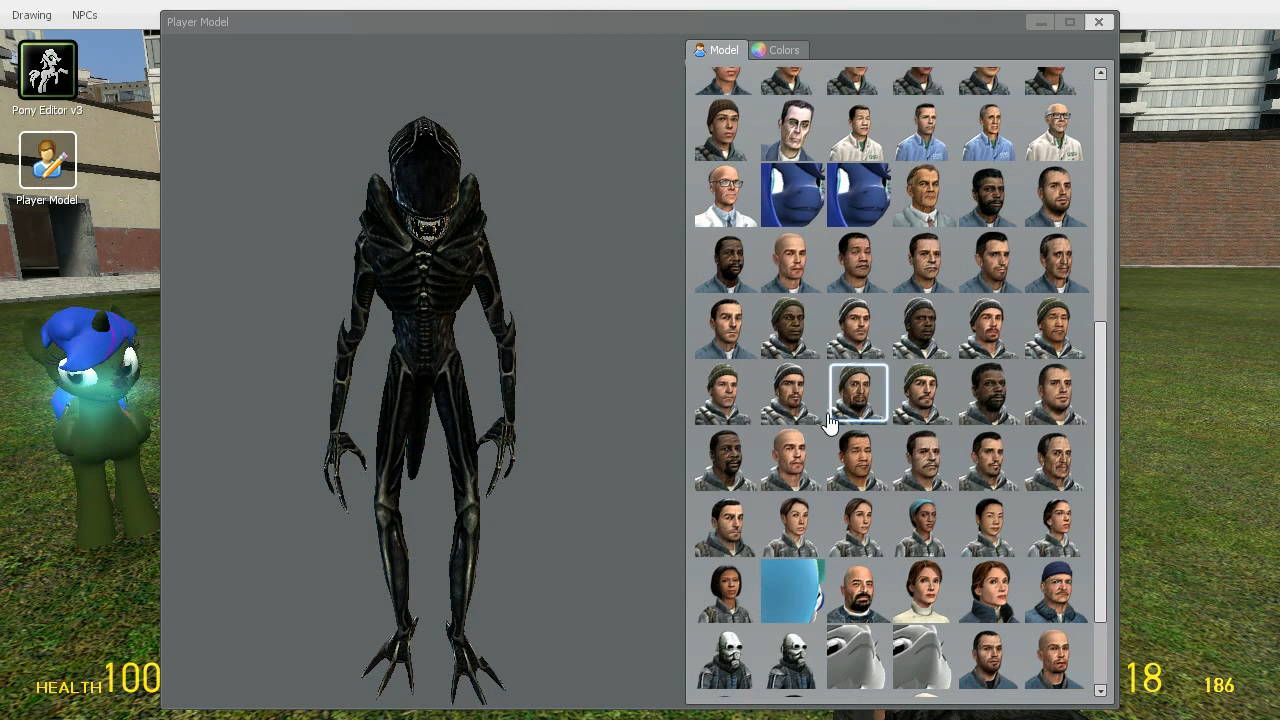 Drawing NPCs
Player Model
Model Colors
Pony Editor v3
Player Model
HEALTH 100
18 186